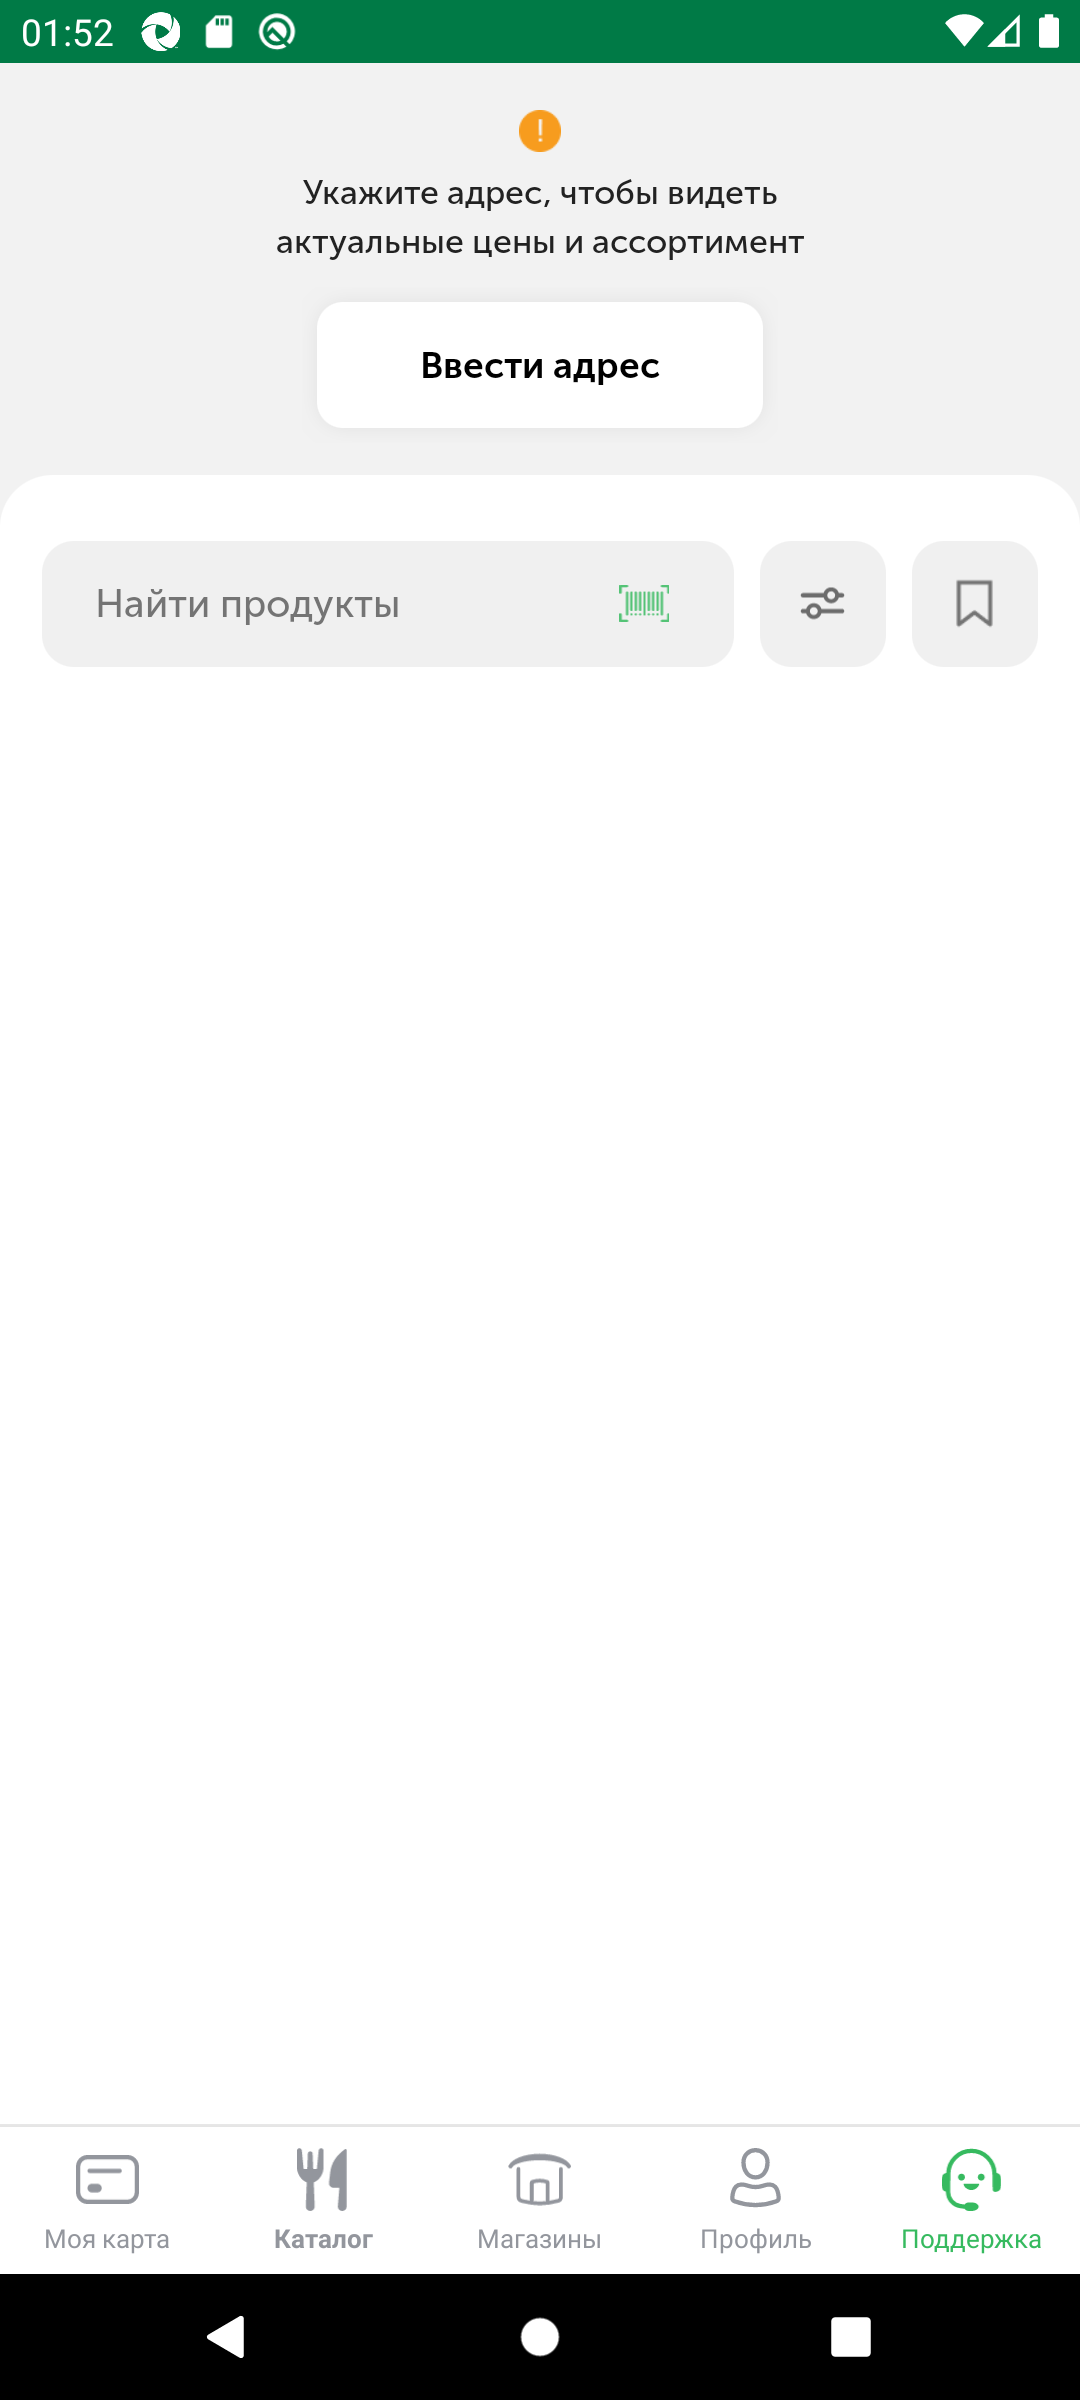 01:52
Укажите адрес, чтобы видеть
актуальные цены и ассортимент
Ввести адрес
Найти продукты
Моя карта
Каталог
Магазины
Профиль
Поддержка